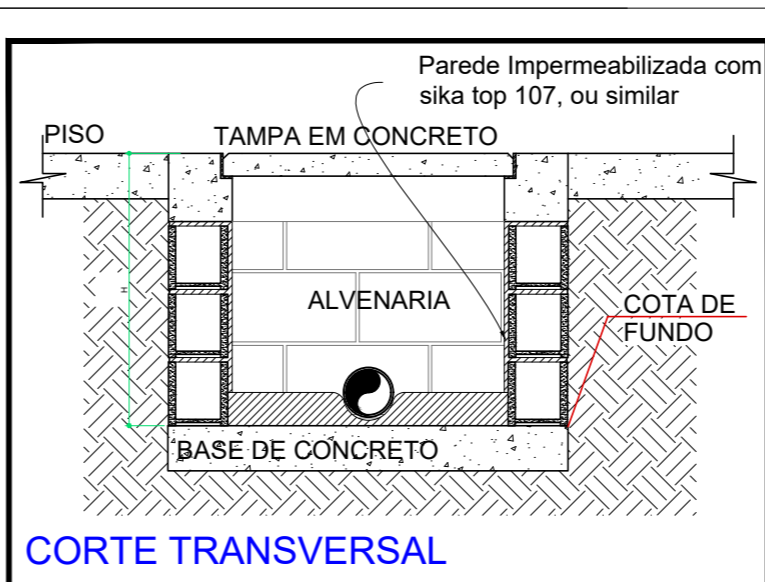 Parede Impermeabilizada com
sika top 107, ou similar
PISO
TAMPA EM CONCRETO
H
ALVENARIA
COTA DE
FUNDO
BASE DE CONCRETO
CORTE TRANSVERSAL